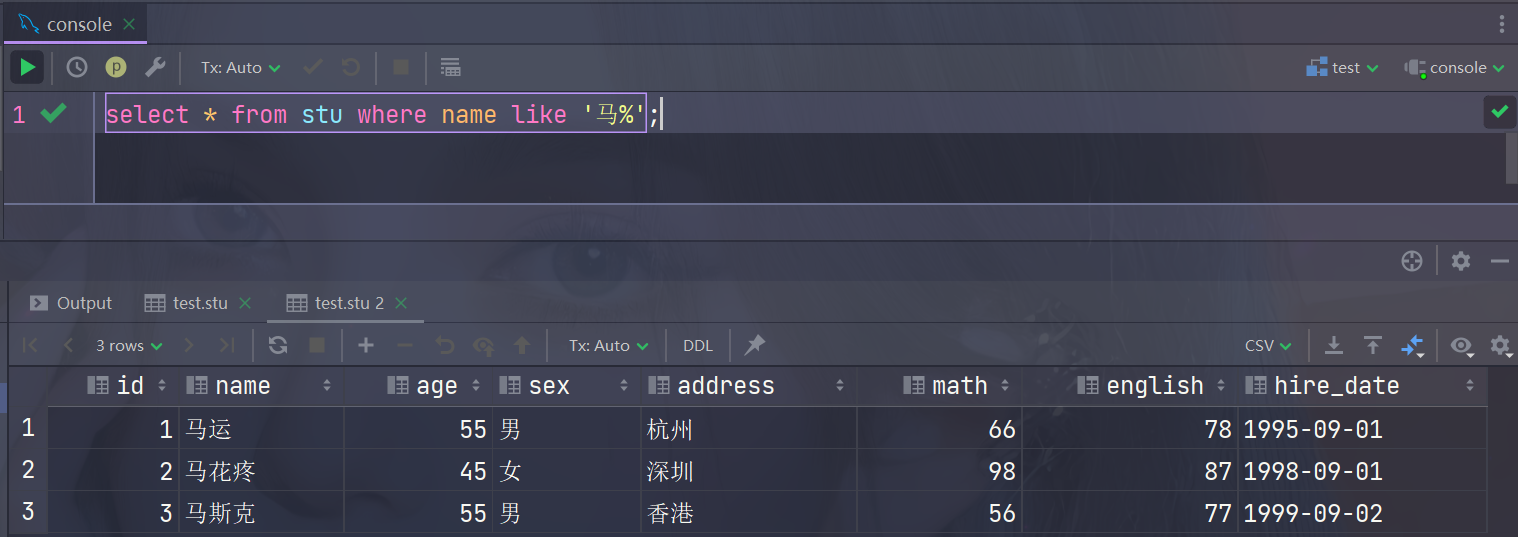 console
Tx: Auto test console
1 select * from stu where name like '马%';
Output test.stu test.stu 2
3 rows Tx: Auto DDL CSV
id name age sex address math english hire_date
1 1 马运 55 男 杭州 66 78 1995-09-01
2 2 马花疼 45 女 深圳 98 87 1998-09-01
3 3 马斯克 55 男 香港 56 77 1999-09-02